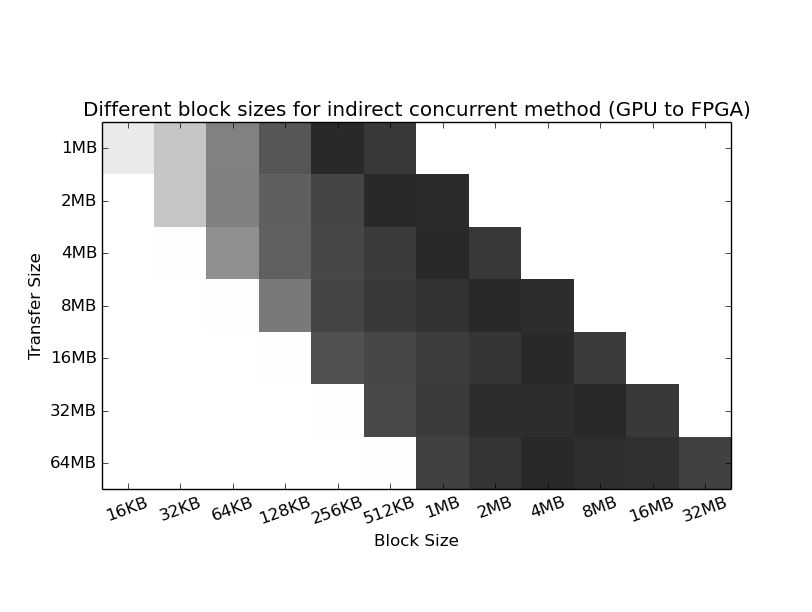 Different block sizes for indirect concurrent method (GPU to FPGA)
1MB
2MB
4MB
8MB
16MB
32MB
64MB
Transfer Size
16KB 32KB 64KB 128KB 256KB 512KB 1MB 2MB 4MB 8MB 16MB 32MB
Block Size